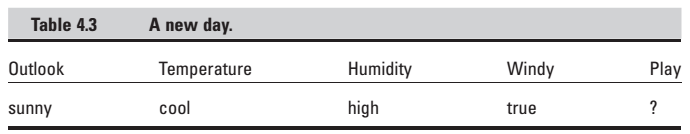 Table 4.3 A new day.
Outlook Temperature Humidity Windy Play
sunny cool high true ?